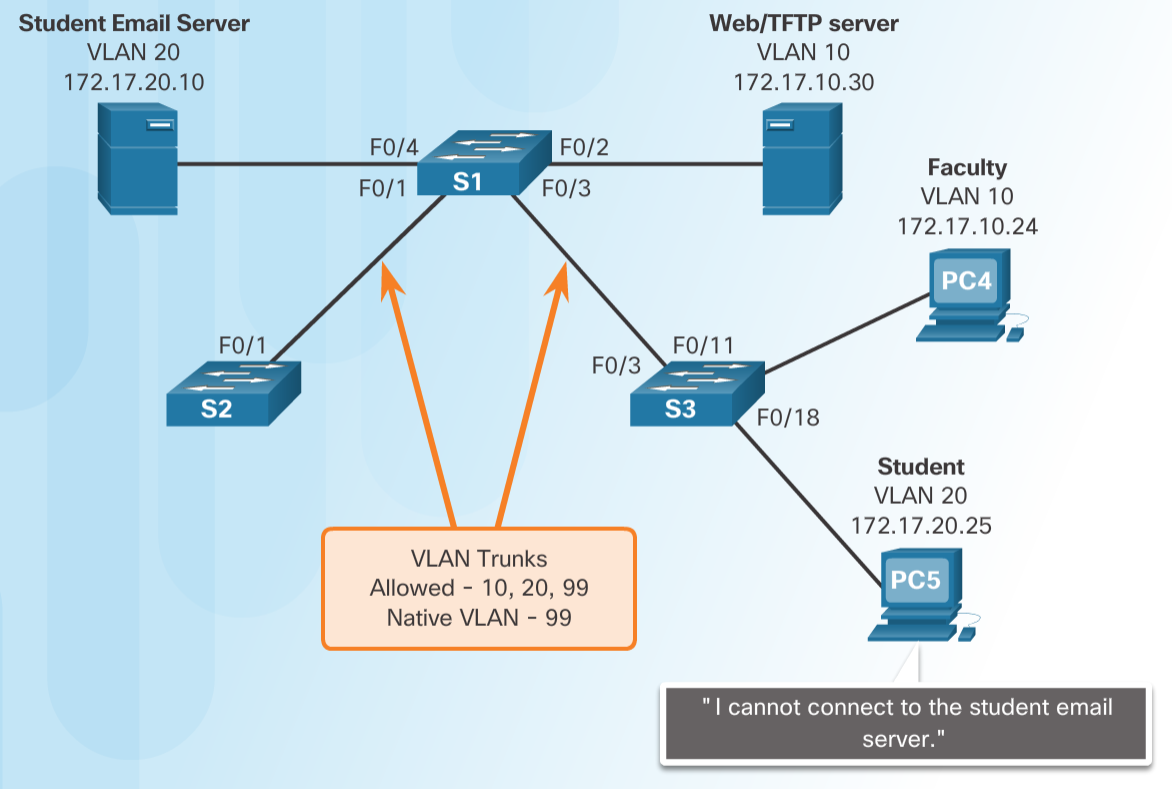 Student Email Server
VLAN 20
172.17.20.10
Web/TFTP server
VLAN 10
172.17.10.30
F0/4
F0/2
S1
F0/1
F0/3
Faculty
VLAN 10
172.17.10.24
PC4
F0/1
F0/11
F0/3
S2
S3
F0/18
Student
VLAN 20
172.17.20.25
PC5
VLAN Trunks
Allowed - 10, 20, 99
Native VLAN - 99
"I cannot connect to the student email
server."